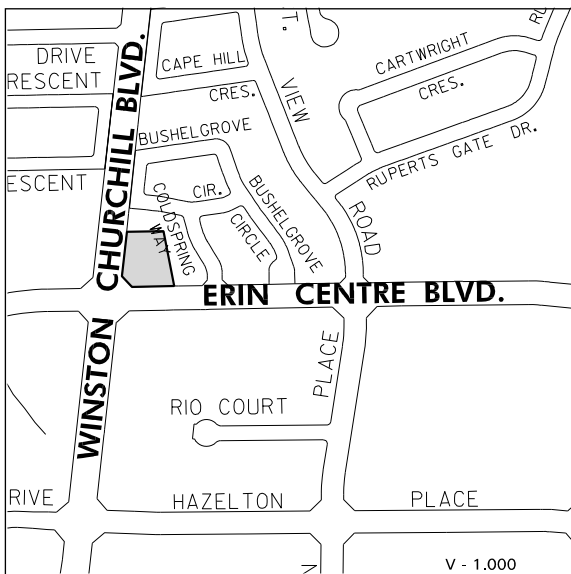 DRIVE
RESCENT
ESCENT
WINSTON CHURCHILL BLVD.
CAPE HILL
CRES.
BUSHELGROVE
CIR.
COLDSPRING
WAY
CIRCLE
BUSHELGROVE
T.
VIEW
ROAD
CARTWRIGHT
CRES.
RUPERTS GATE DR.
ERIN CENTRE BLVD.
PLACE
RIO COURT
RIVE
HAZELTON PLACE
V - 1.000